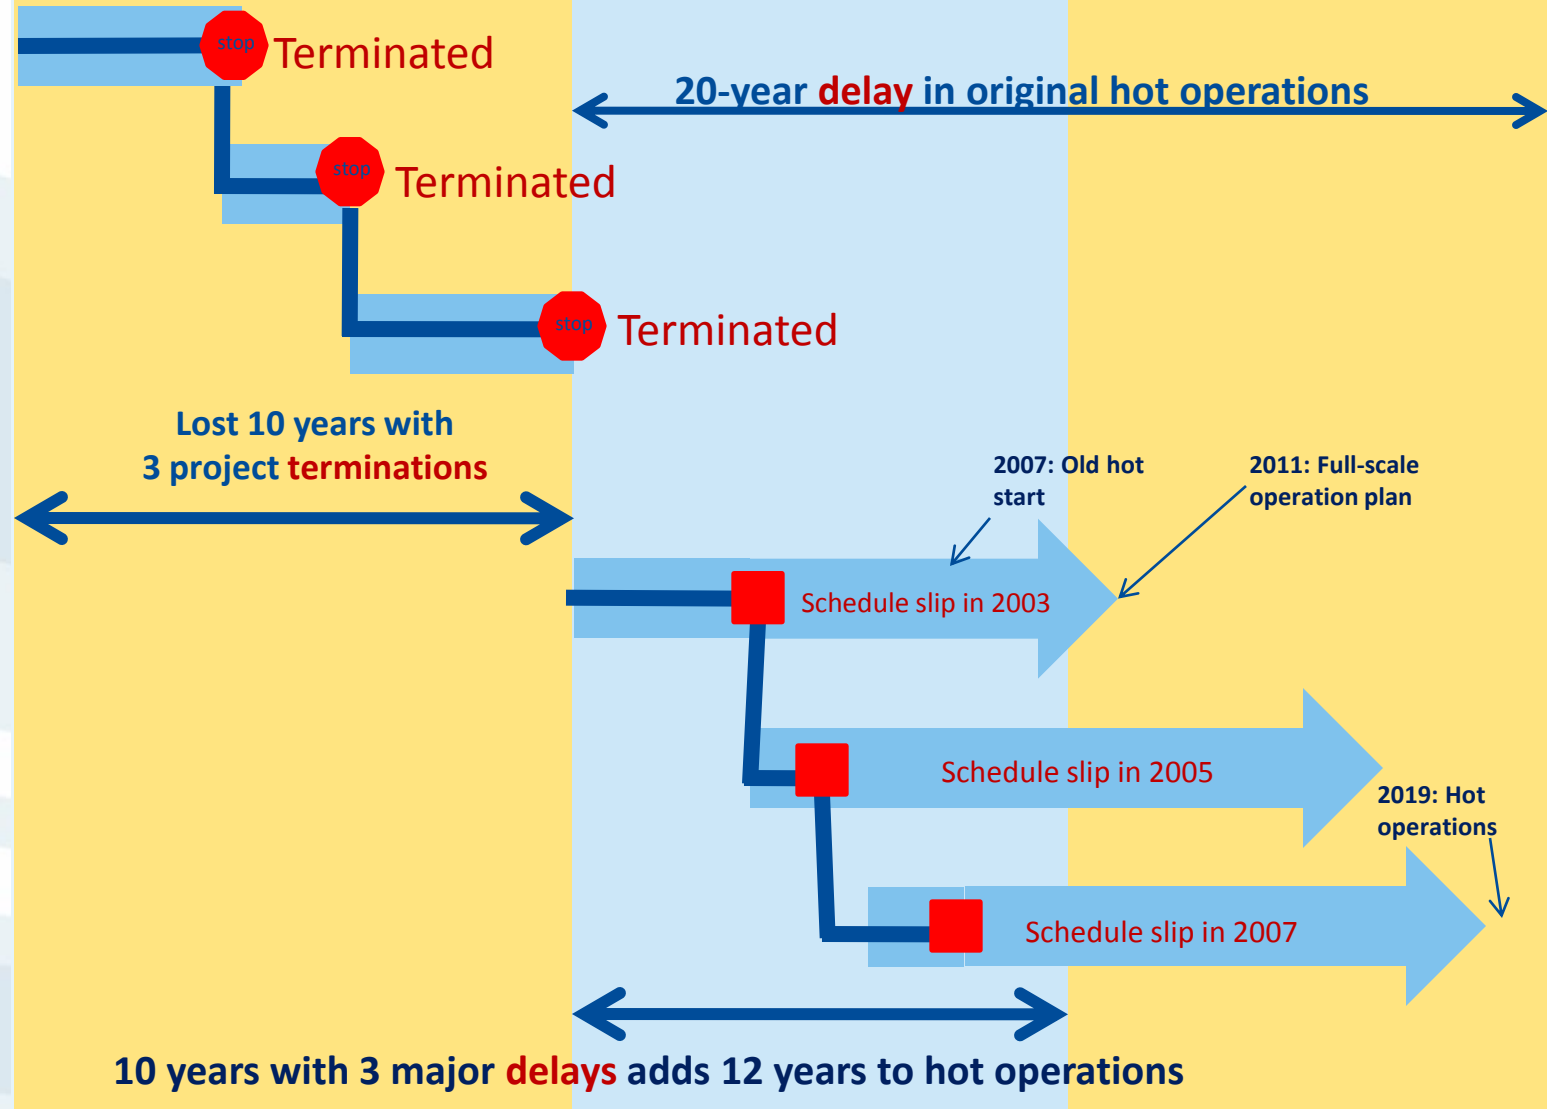 stop
Terminated
20-year delay in original hot operations
stop
Terminated
stop
Terminated
Lost 10 years with
3 project terminations
2007: Old hot
start
2011: Full-scale
operation plan
Schedule slip in 2003
Schedule slip in 2005
2019: Hot
operations
Schedule slip in 2007
10 years with 3 major delays adds 12 years to hot operations